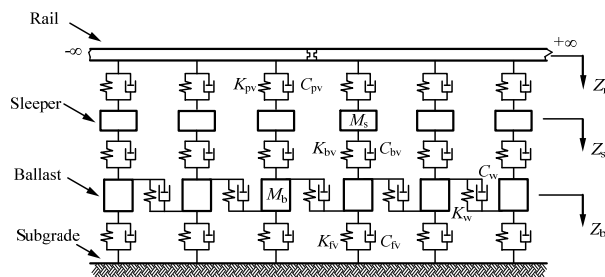 Rail
-∞
+∞
Kpv
Cpv
Zr
Sleeper
Ms
Kbv
Cbv
Zs
Ballast
Cw
Mb
Kw
Zb
Subgrade
Kfv
Cfv